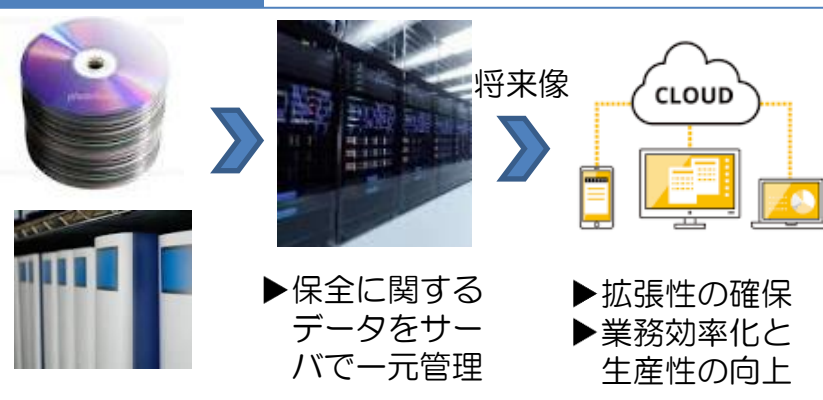 将来像
CLOUD
▶保全に関する
データをサー
バで一元管理
▶拡張性の確保
▶業務効率化と
生産性の向上